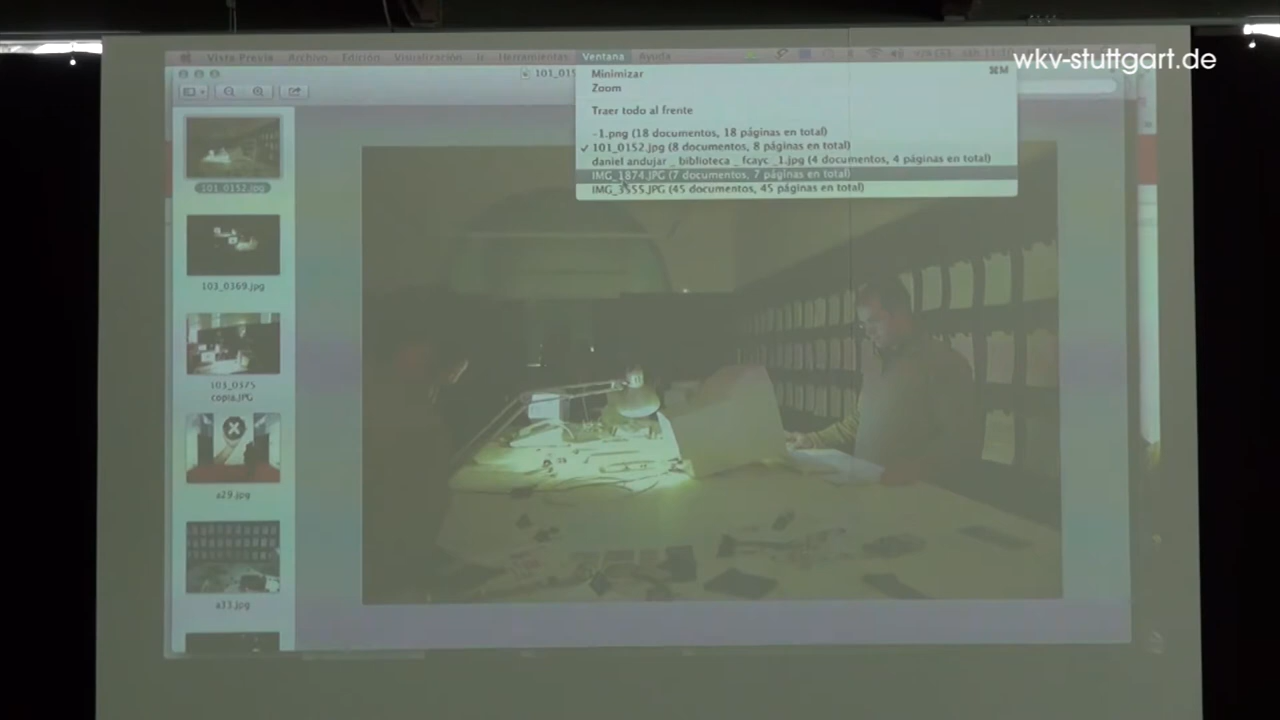 wkv-stuttgart.de
Vista Previa Archivo Edición Visualización Ir Herramientas Ventana Ayuda
Minimizar ⌘M
Zoom
Traer todo al frente
-1.png (18 documentos, 18 páginas en total)
✓ 101_0152.jpg (8 documentos, 8 páginas en total)
daniel andujar _ biblioteca _ fcayc _1.jpg (4 documentos, 4 páginas en total)
IMG_1874.JPG (7 documentos, 7 páginas en total)
IMG_3555.JPG (45 documentos, 45 páginas en total)
101_0152.jpg
103_0369.jpg
103_0375
copia.JPG
a29.jpg
a33.jpg